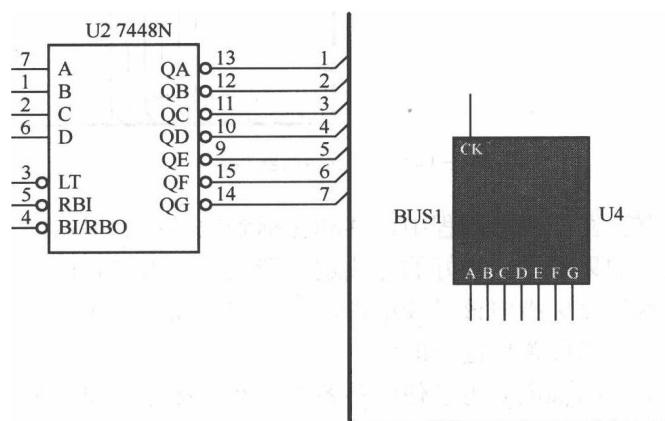 U2 7448N
7 A QA 13 1
1 B QB 12 2
2 C QC 11 3
6 D QD 10 4
QE 9 5
3 LT QF 15 6
5 RBI QG 14 7
4 BI/RBO
CK
BUS1 U4
A B C D E F G